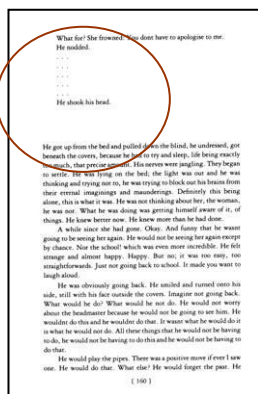 What for? She frowned. You dont have to apologise to me.
He nodded.
. . .
. . .
. . .
. . .
. . .
He shook his head.
He got up from the bed and pulled down the blind, he undressed, got
beneath the covers, because he had to try and sleep, life being exactly
too much, that precise amount. His nerves were jangling. They began
to settle. He was lying on the bed; the light was out and he was
thinking and trying not to, he was trying to block out his brains from
their eternal imaginings and maunderings. Definitely this being
alone, this is what it was. He was not thinking about her, the woman,
he was not. What he was doing was getting himself aware of it, of
things. He knew better now. He knew more than he had done.
A while since she had gone. Okay. And funny that he wasnt
going to be seeing her again. He would not be seeing her again except
by chance. Not the school! which was even more incredible. He felt
strange and almost happy. Happy. But no; it was too easy, too
straightforwards. Just not going back to school. It made you want to
laugh aloud.
He was obviously going back. He smiled and turned onto his
side, still with his face outside the covers. Imagine not going back.
What would he do? What would he not do. He would not worry
about the headmaster because he would not be going to see him. He
wouldnt do this and he wouldnt do that. It wasnt what he would do it
is what he would not do. All these things that he would not be having
to do, he would not be having to do this and he would not be having to
do that.
He would play the pipes. There was a positive move if ever I saw
one. He would do that. What else? He would forget the past. He
[ 160 ]